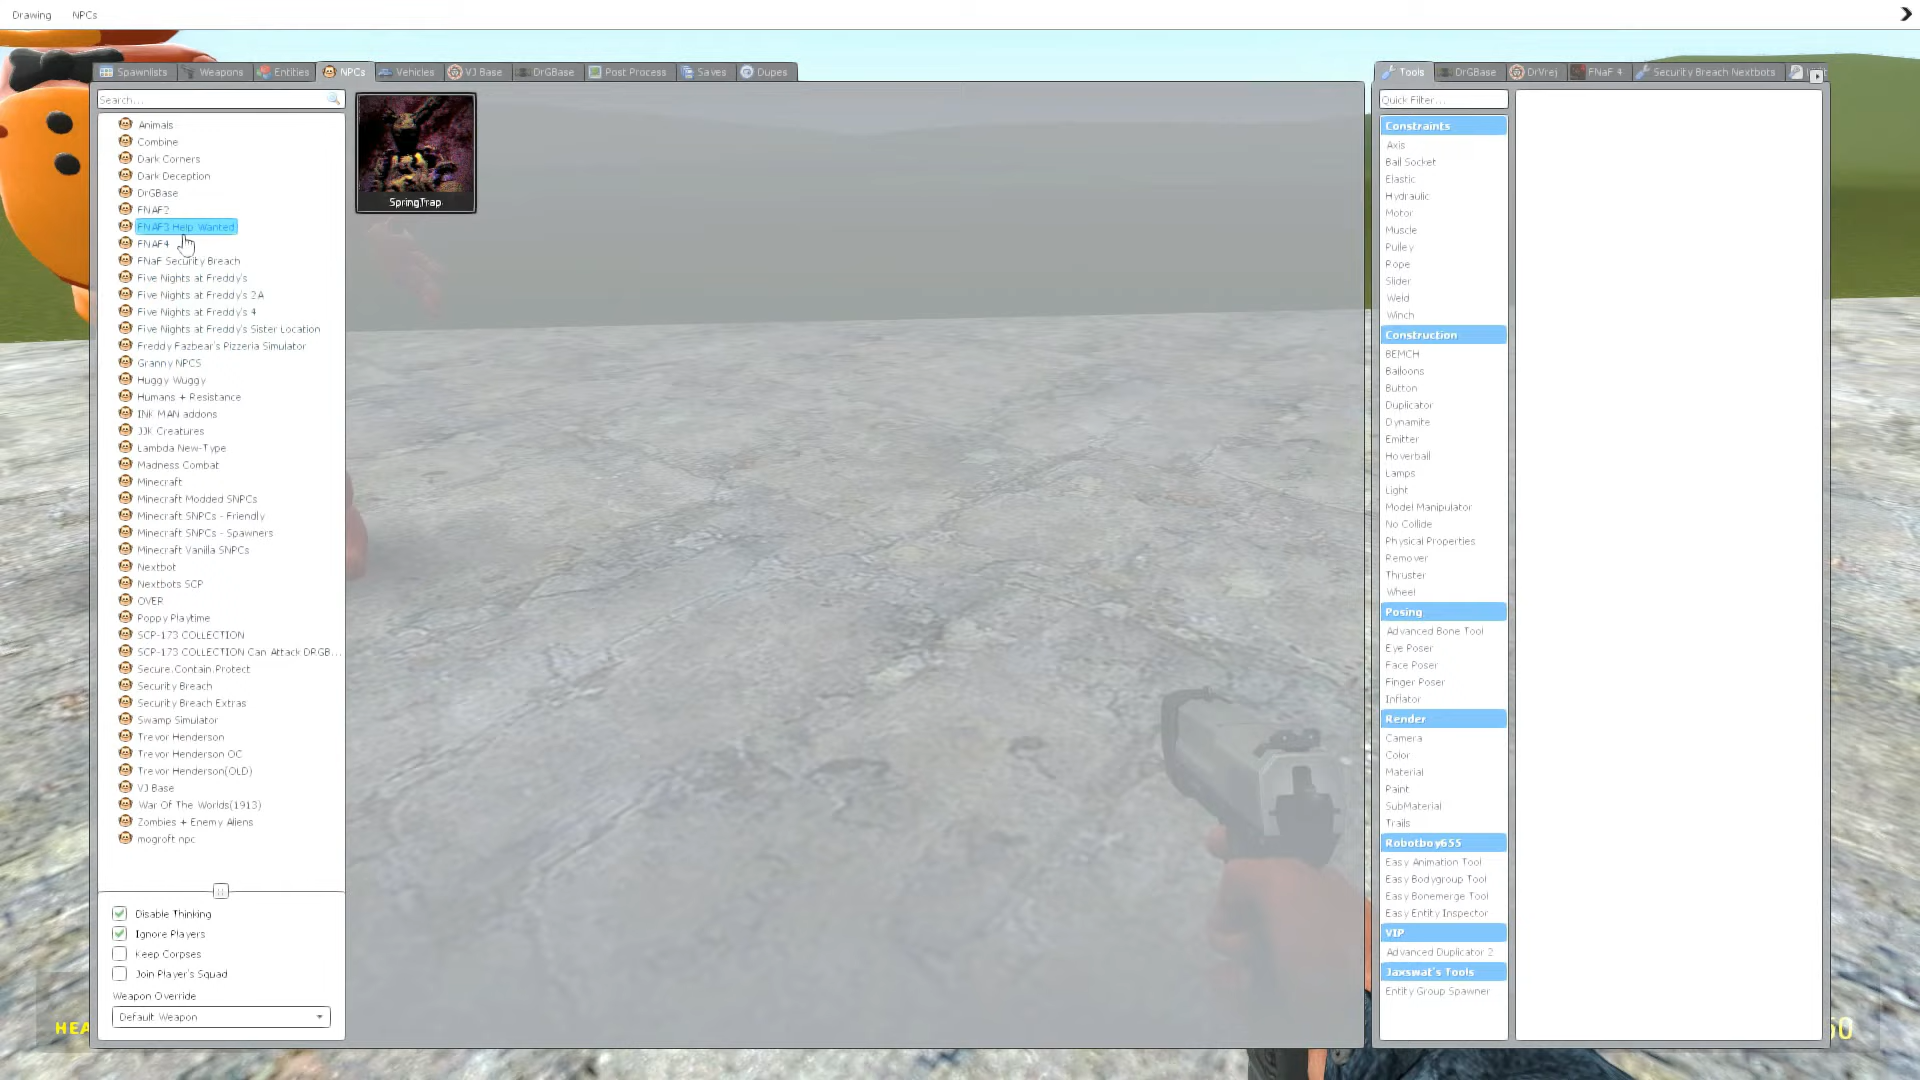 Drawing NPCs
Spawnlists Weapons Entities NPCs Vehicles VJ Base DrGBase Post Process Saves Dupes
Search...
Animals
Combine
Dark Corners
Dark Deception
DrGBase
FNAF2
FNAF3 Help Wanted
FNAF4
FNaF Security Breach
Five Nights at Freddy's
Five Nights at Freddy's 2A
Five Nights at Freddy's 4
Five Nights at Freddy's Sister Location
Freddy Fazbear's Pizzeria Simulator
Granny NPCS
Huggy Wuggy
Humans + Resistance
INK MAN addons
JJK Creatures
Lambda New-Type
Madness Combat
Minecraft
Minecraft Modded SNPCs
Minecraft SNPCs - Friendly
Minecraft SNPCs - Spawners
Minecraft Vanilla SNPCs
Nextbot
Nextbots SCP
OVER
Poppy Playtime
SCP-173 COLLECTION
SCP-173 COLLECTION Can Attack DRGB...
Secure.Contain.Protect
Security Breach
Security Breach Extras
Swamp Simulator
Trevor Henderson
Trevor Henderson OC
Trevor Henderson(OLD)
VJ Base
War Of The Worlds(1913)
Zombies + Enemy Aliens
mogroft npc
Disable Thinking
Ignore Players
Keep Corpses
Join Player's Squad
Weapon Override
Default Weapon
HEA
SpringTrap
Tools DrGBase DrVrej FNaF 4 Security Breach Nextbots
Quick Filter...
Constraints
Axis
Ball Socket
Elastic
Hydraulic
Motor
Muscle
Pulley
Rope
Slider
Weld
Winch
Construction
BEMCH
Balloons
Button
Duplicator
Dynamite
Emitter
Hoverball
Lamps
Light
Model Manipulator
No Collide
Physical Properties
Remover
Thruster
Wheel
Posing
Advanced Bone Tool
Eye Poser
Face Poser
Finger Poser
Inflator
Render
Camera
Color
Material
Paint
SubMaterial
Trails
Robotboy655
Easy Animation Tool
Easy Bodygroup Tool
Easy Bonemerge Tool
Easy Entity Inspector
VIP
Advanced Duplicator 2
Jaxswat's Tools
Entity Group Spawner